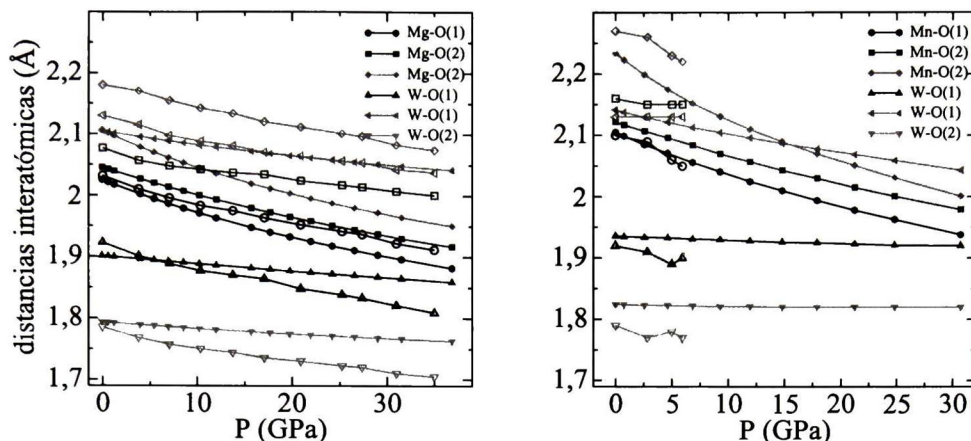 distancias interatómicas (Å)
2,2
2,1
2
1,9
1,8
1,7
0
10
20
30
P (GPa)
Mg-O(1)
Mg-O(2)
Mg-O(2)
W-O(1)
W-O(1)
W-O(2)
2,2
2,1
2
1,9
1,8
1,7
0
5
10
15
20
25
30
P (GPa)
Mn-O(1)
Mn-O(2)
Mn-O(2)
W-O(1)
W-O(1)
W-O(2)